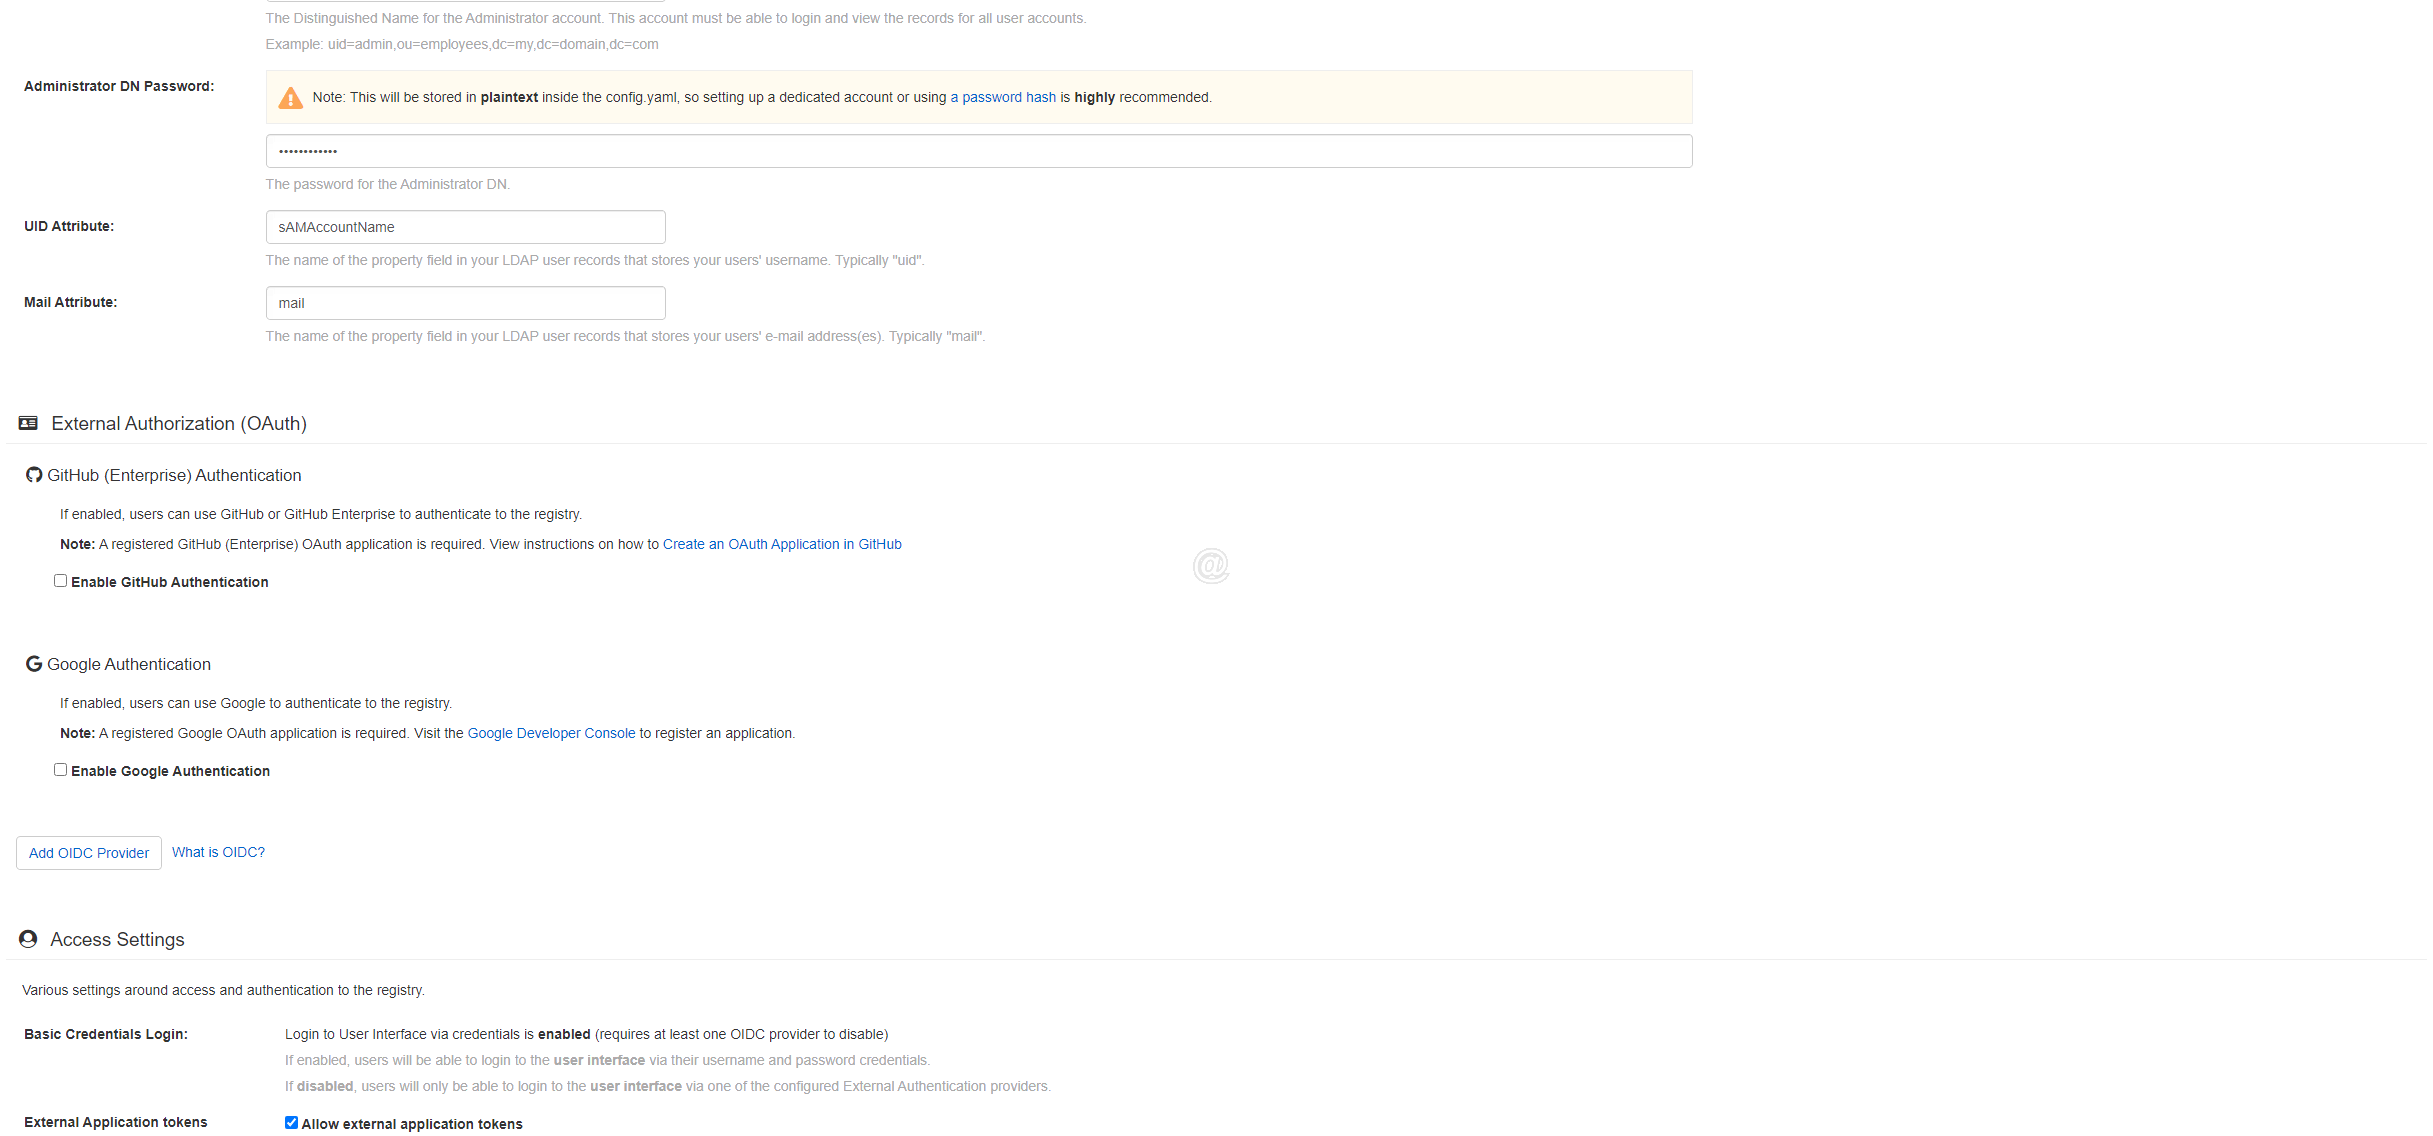 The Distinguished Name for the Administrator account. This account must be able to login and view the records for all user accounts.
Example: uid=admin,ou=employees,dc=my,dc=domain,dc=com
Administrator DN Password:
Note: This will be stored in plaintext inside the config.yaml, so setting up a dedicated account or using a password hash is highly recommended.
••••••••••••
The password for the Administrator DN.
UID Attribute:
sAMAccountName
The name of the property field in your LDAP user records that stores your users' username. Typically "uid".
Mail Attribute:
mail
The name of the property field in your LDAP user records that stores your users' e-mail address(es). Typically "mail".
External Authorization (OAuth)
GitHub (Enterprise) Authentication
If enabled, users can use GitHub or GitHub Enterprise to authenticate to the registry.
Note: A registered GitHub (Enterprise) OAuth application is required. View instructions on how to Create an OAuth Application in GitHub
@
Enable GitHub Authentication
Google Authentication
If enabled, users can use Google to authenticate to the registry.
Note: A registered Google OAuth application is required. Visit the Google Developer Console to register an application.
Enable Google Authentication
Add OIDC Provider What is OIDC?
Access Settings
Various settings around access and authentication to the registry.
Basic Credentials Login:
Login to User Interface via credentials is enabled (requires at least one OIDC provider to disable)
If enabled, users will be able to login to the user interface via their username and password credentials.
If disabled, users will only be able to login to the user interface via one of the configured External Authentication providers.
External Application tokens
Allow external application tokens